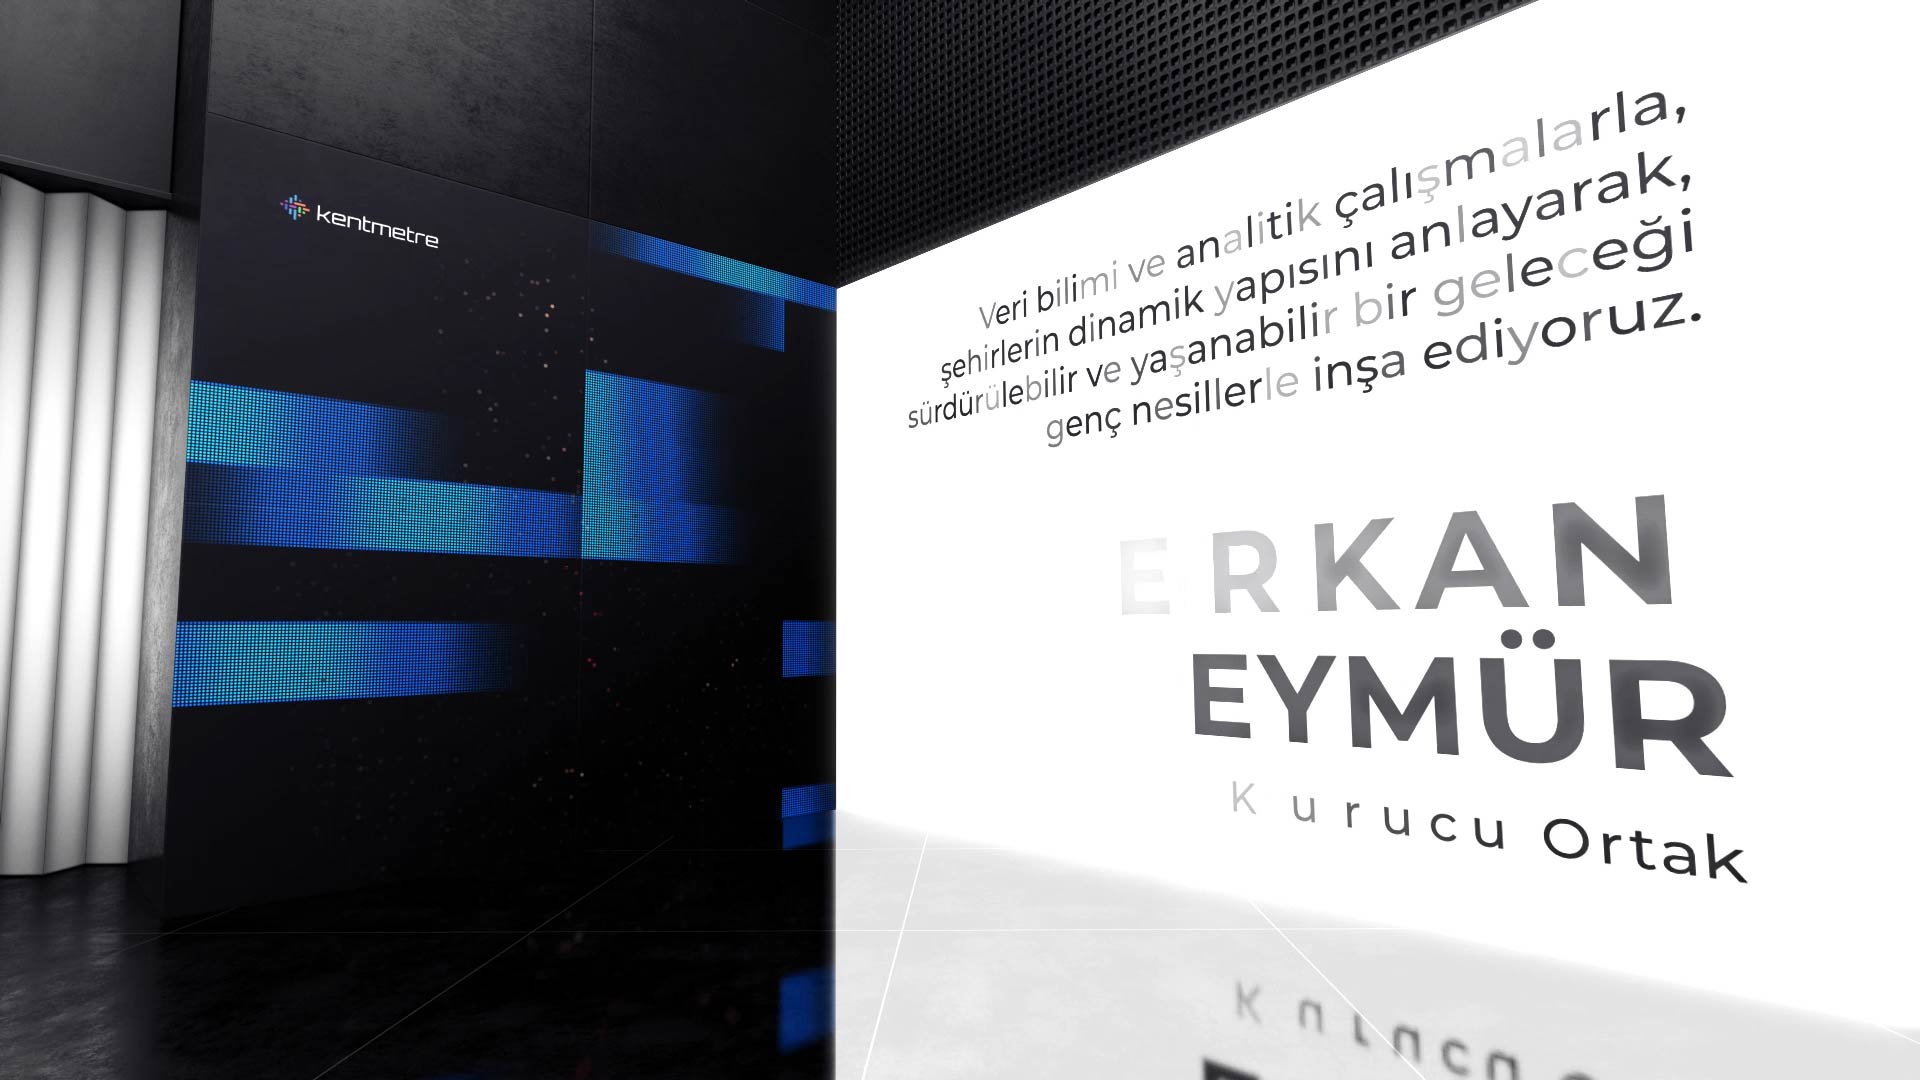 kentmetre
Veri bilimi ve analitik çalışmalarla,
şehirlerin dinamik yapısını anlayarak,
sürdürülebilir ve yaşanabilir bir geleceği
genç nesillerle inşa ediyoruz.
ERKAN
EYMÜR
Kurucu Ortak